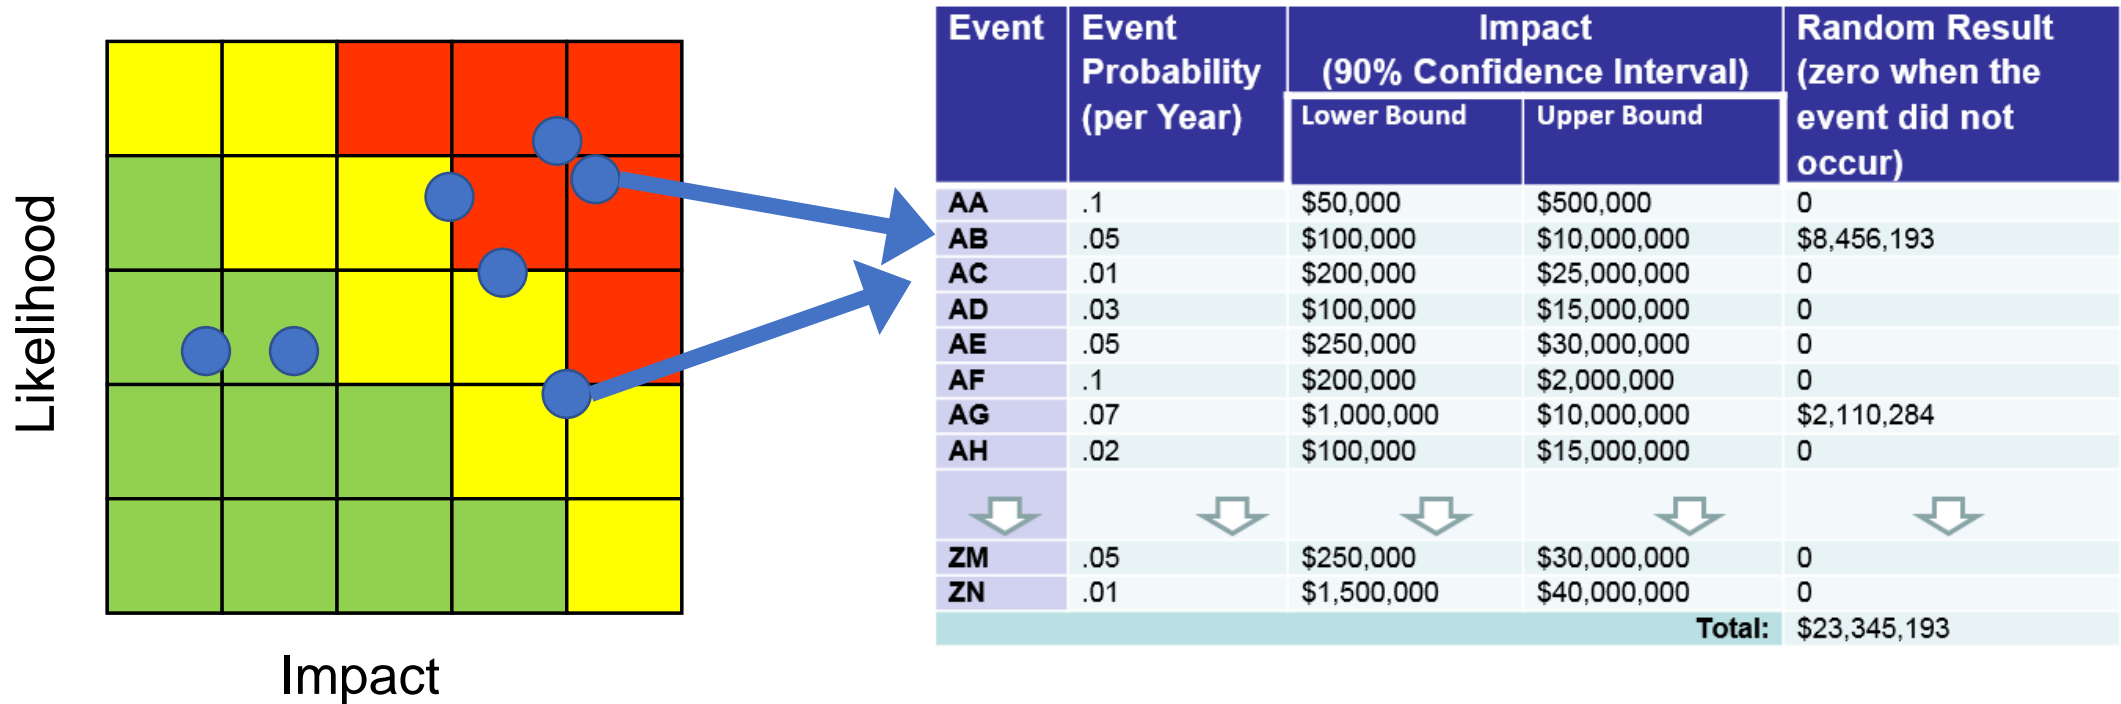 Likelihood
Impact
Event
Event
Probability
(per Year)
Impact
(90% Confidence Interval)
Lower Bound
Upper Bound
Random Result
(zero when the
event did not
occur)
AA .1 $50,000 $500,000 0
AB .05 $100,000 $10,000,000 $8,456,193
AC .01 $200,000 $25,000,000 0
AD .03 $100,000 $15,000,000 0
AE .05 $250,000 $30,000,000 0
AF .1 $200,000 $2,000,000 0
AG .07 $1,000,000 $10,000,000 $2,110,284
AH .02 $100,000 $15,000,000 0
ZM .05 $250,000 $30,000,000 0
ZN .01 $1,500,000 $40,000,000 0
Total: $23,345,193